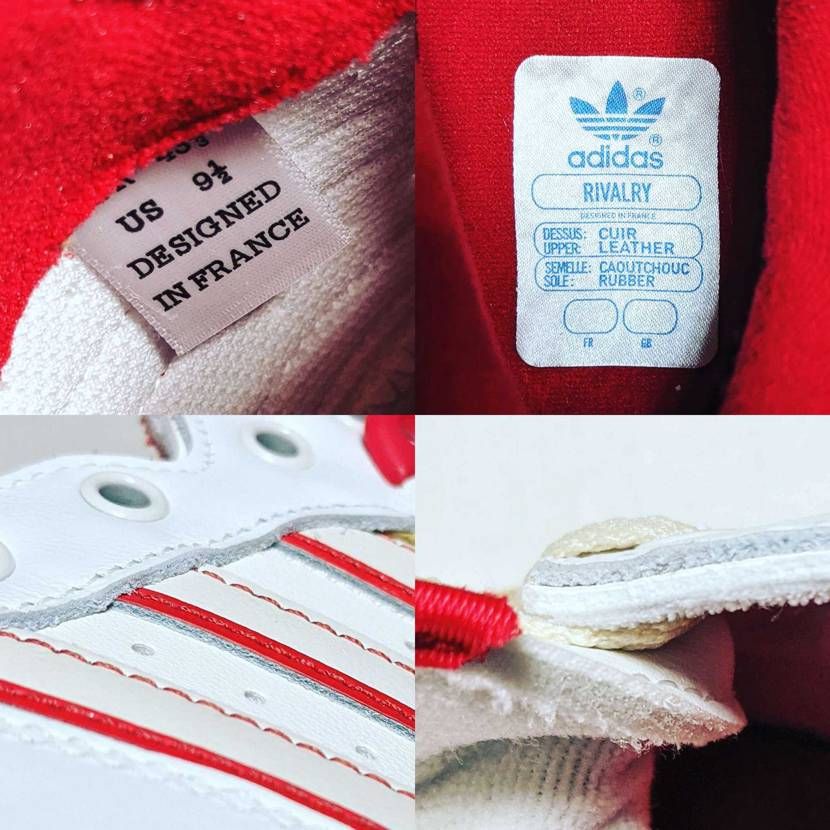 US 9½
DESIGNED
IN FRANCE
®
adidas®
RIVALRY
DESIGNED IN FRANCE
DESSUS: CUIR
UPPER: LEATHER
SEMELLE: CAOUTCHOUC
SOLE: RUBBER
FR GB